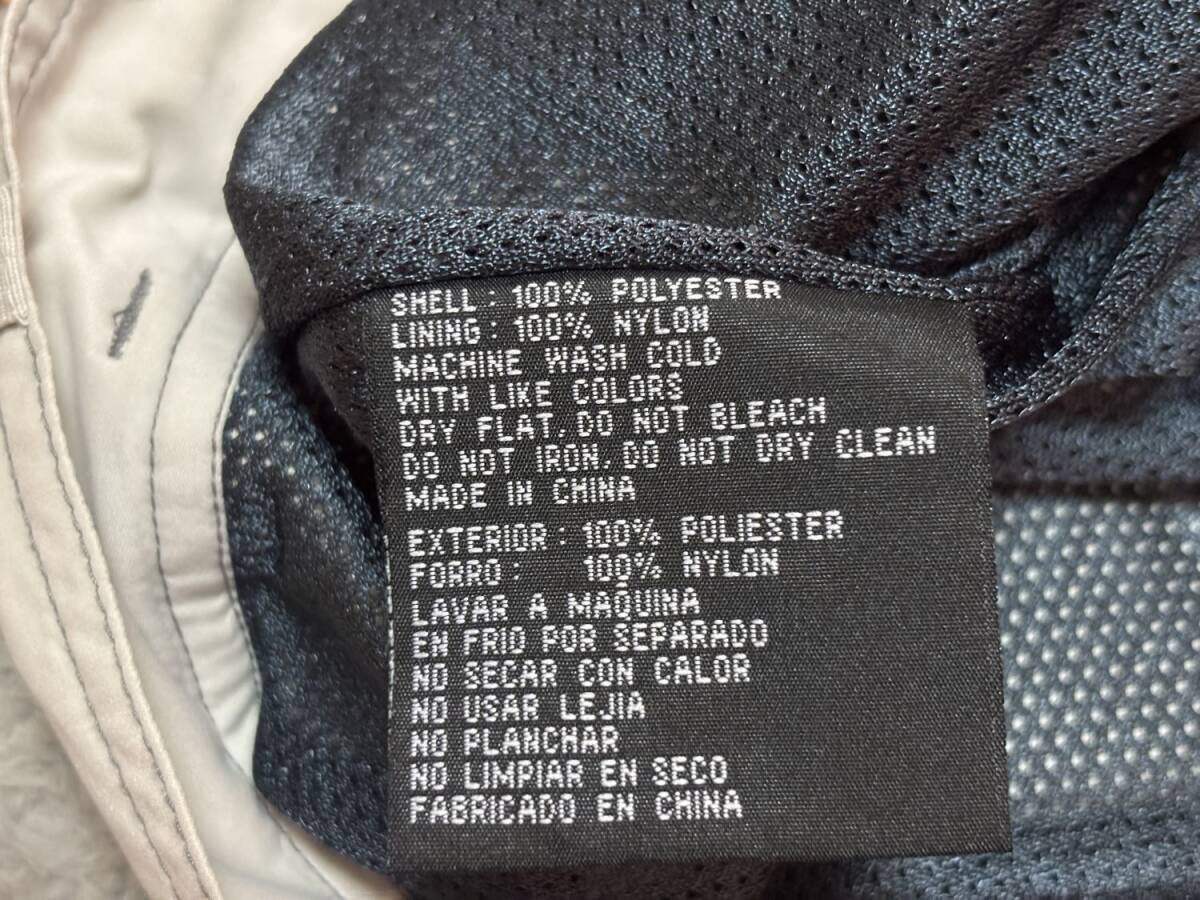 SHELL : 100% POLYESTER
LINING : 100% NYLON
MACHINE WASH COLD
WITH LIKE COLORS
DRY FLAT. DO NOT BLEACH
DO NOT IRON. DO NOT DRY CLEAN
MADE IN CHINA
EXTERIOR : 100% POLIESTER
FORRO : 100% NYLON
LAVAR A MAQUINA
EN FRIO POR SEPARADO
NO SECAR CON CALOR
NO USAR LEJIA
NO PLANCHAR
NO LIMPIAR EN SECO
FABRICADO EN CHINA